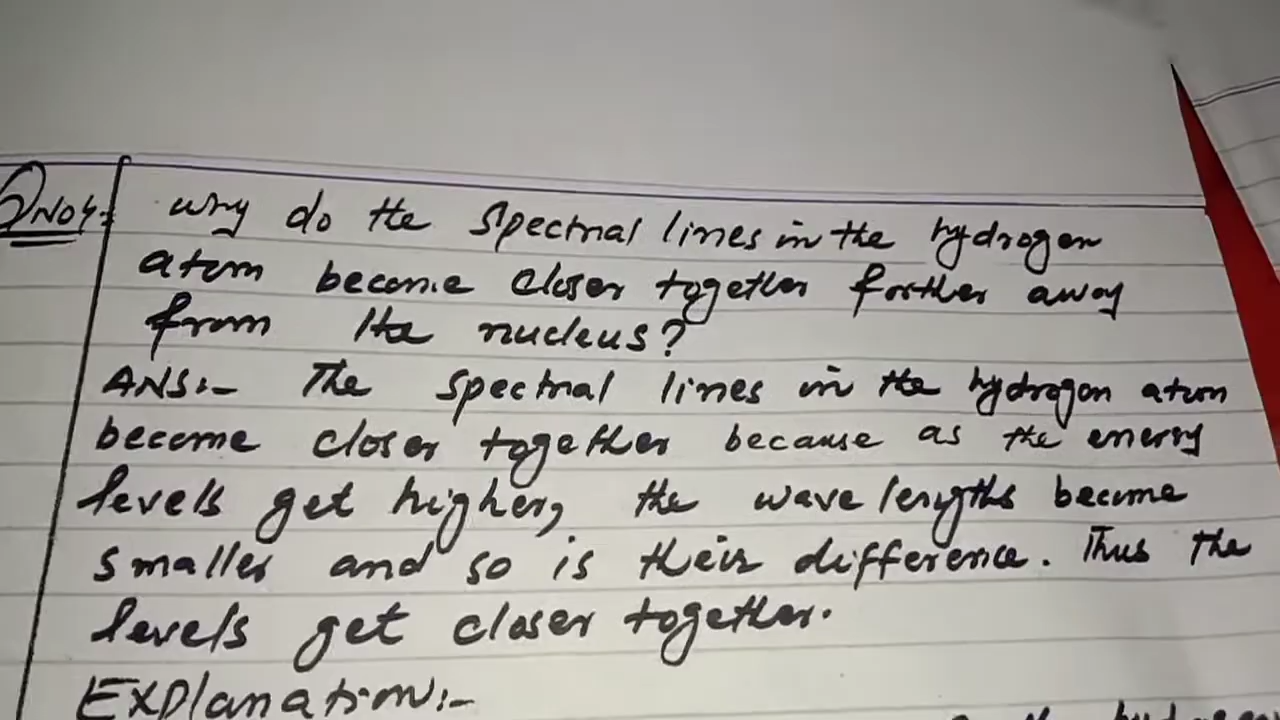 QNO4:
why do the spectral lines in the hydrogen
atom become closer together farther away
from the nucleus?
ANS:- The spectral lines in the hydrogen atom
become closer together because as the energy
levels get higher, the wave lengths become
smaller and so is their difference. Thus the
levels get closer together.
Explanation:-